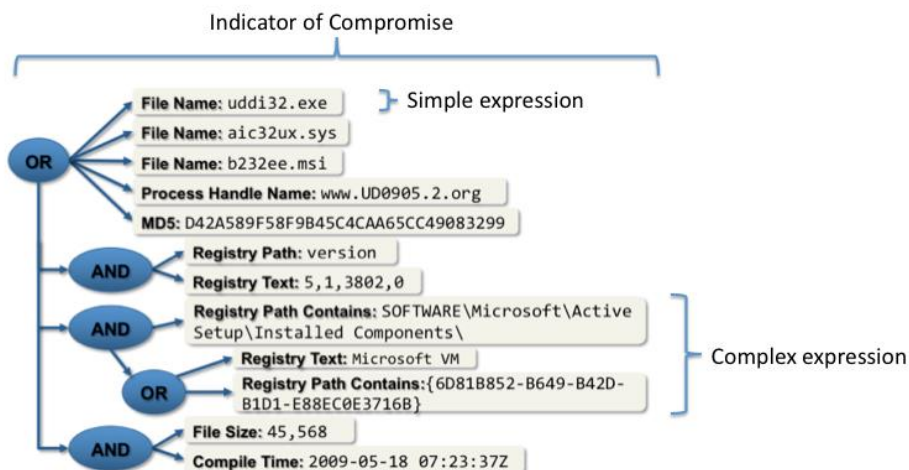 Indicator of Compromise
File Name: uddi32.exe
Simple expression
File Name: aic32ux.sys
OR
File Name: b232ee.msi
Process Handle Name: www.UD0905.2.org
MD5: D42A589F58F9B45C4CAA65CC49083299
AND
Registry Path: version
Registry Text: 5,1,3802,0
AND
Registry Path Contains: SOFTWARE\Microsoft\Active
Setup\Installed Components\
Complex expression
OR
Registry Text: Microsoft VM
Registry Path Contains:{6D81B852-B649-B42D-
B1D1-E88EC0E3716B}
AND
File Size: 45,568
Compile Time: 2009-05-18 07:23:37Z